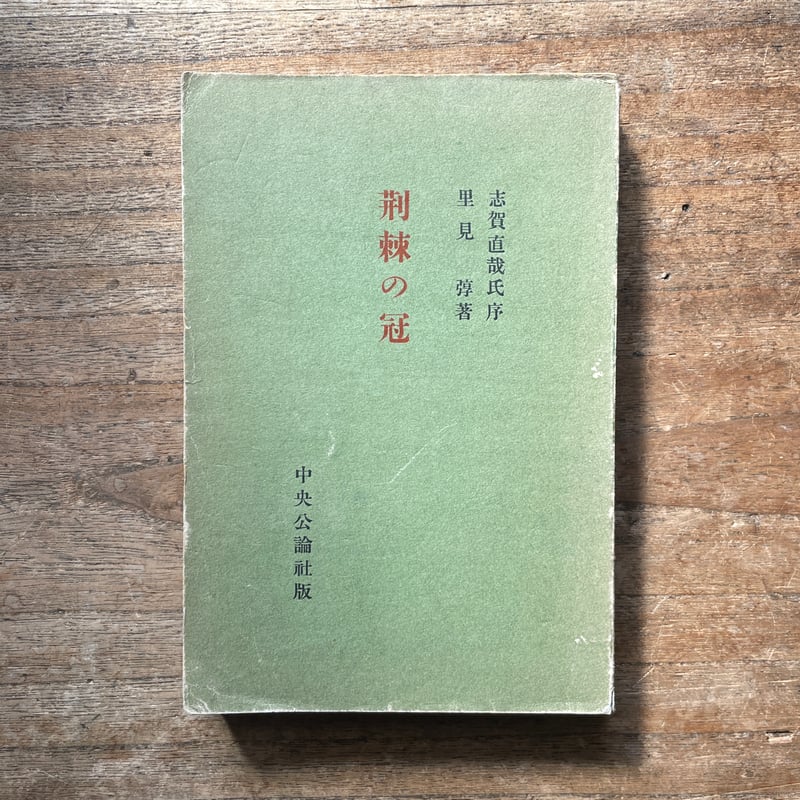 志賀直哉氏序
里見弴著
荆棘の冠
中央公論社版